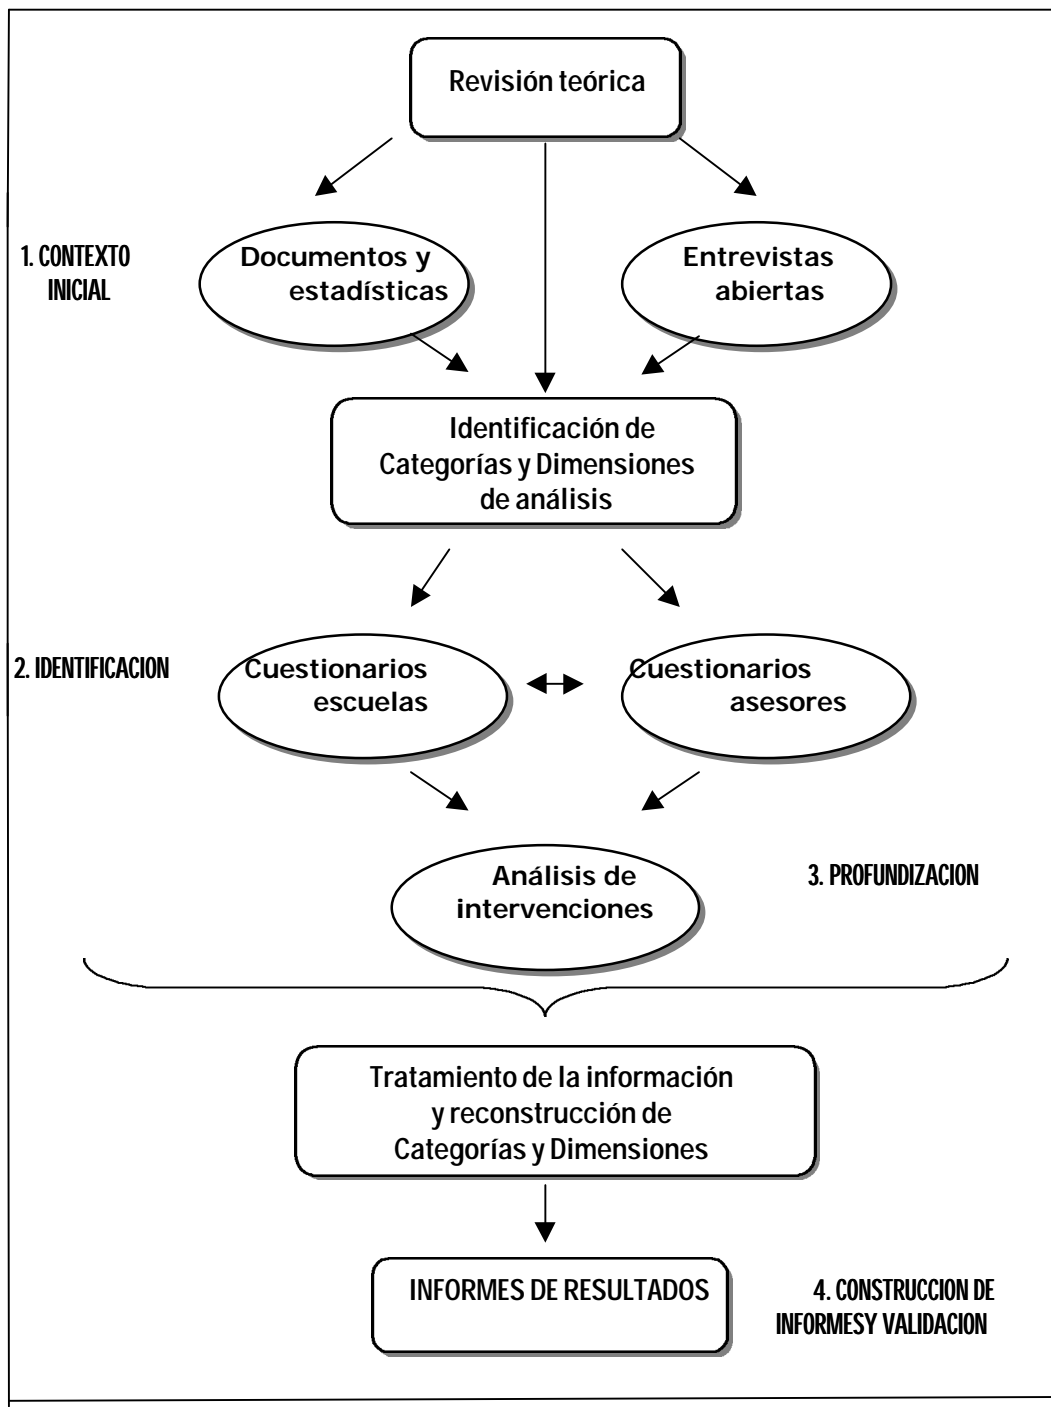 Revisión teórica
1. CONTEXTO
INICIAL
Documentos y
estadísticas
Entrevistas
abiertas
Identificación de
Categorías y Dimensiones
de análisis
2. IDENTIFICACION
Cuestionarios
escuelas
Cuestionarios
asesores
Análisis de
intervenciones
3. PROFUNDIZACION
Tratamiento de la información
y reconstrucción de
Categorías y Dimensiones
INFORMES DE RESULTADOS
4. CONSTRUCCION DE
INFORMESY VALIDACION